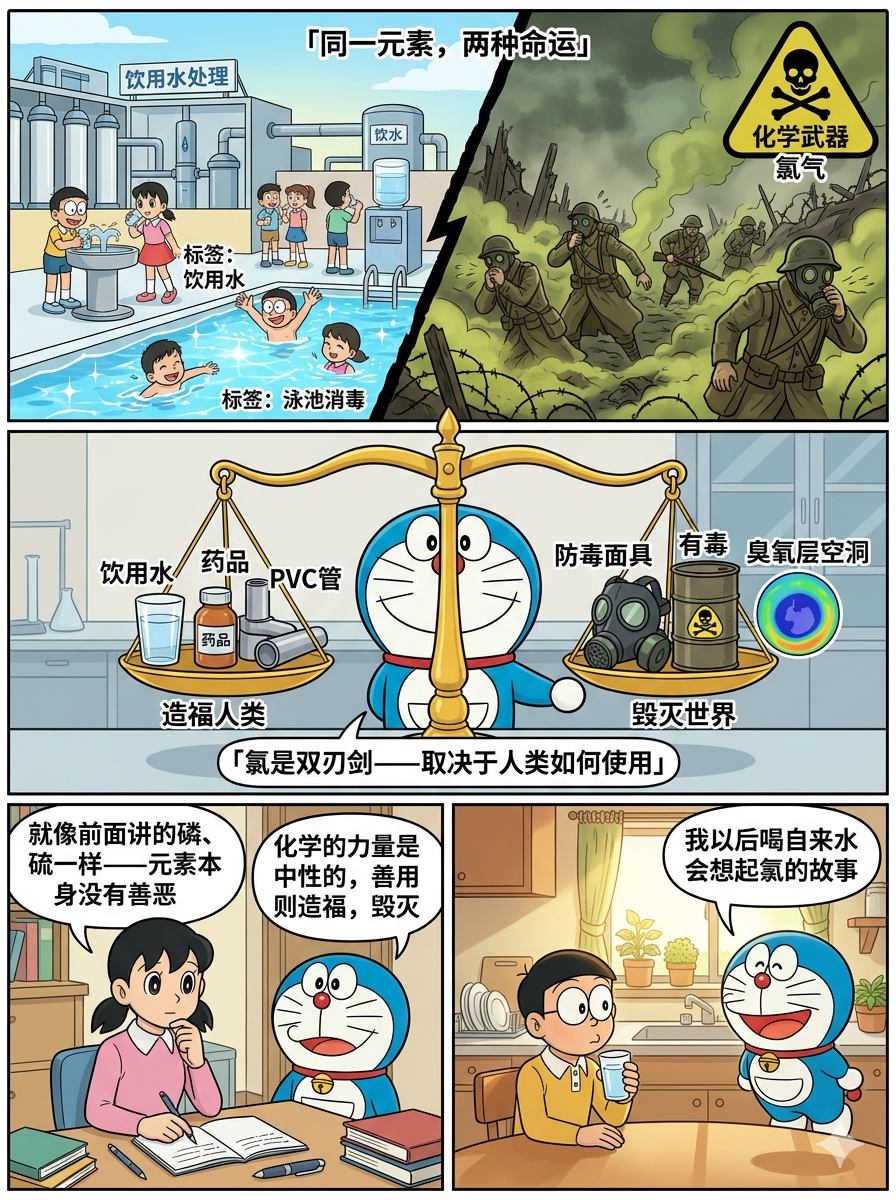 「同一元素，两种命运」
饮用水处理
饮水
标签：
饮用水
标签：泳池消毒
化学武器
氯气
饮用水
药品
PVC管
药品
造福人类
防毒面具
有毒
臭氧层空洞
毁灭世界
「氯是双刃剑——取决于人类如何使用」
就像前面讲的磷、
硫一样——元素本
身没有善恶
化学的力量是
中性的，善用
则造福，毁灭
我以后喝自来水
会想起氯的故事